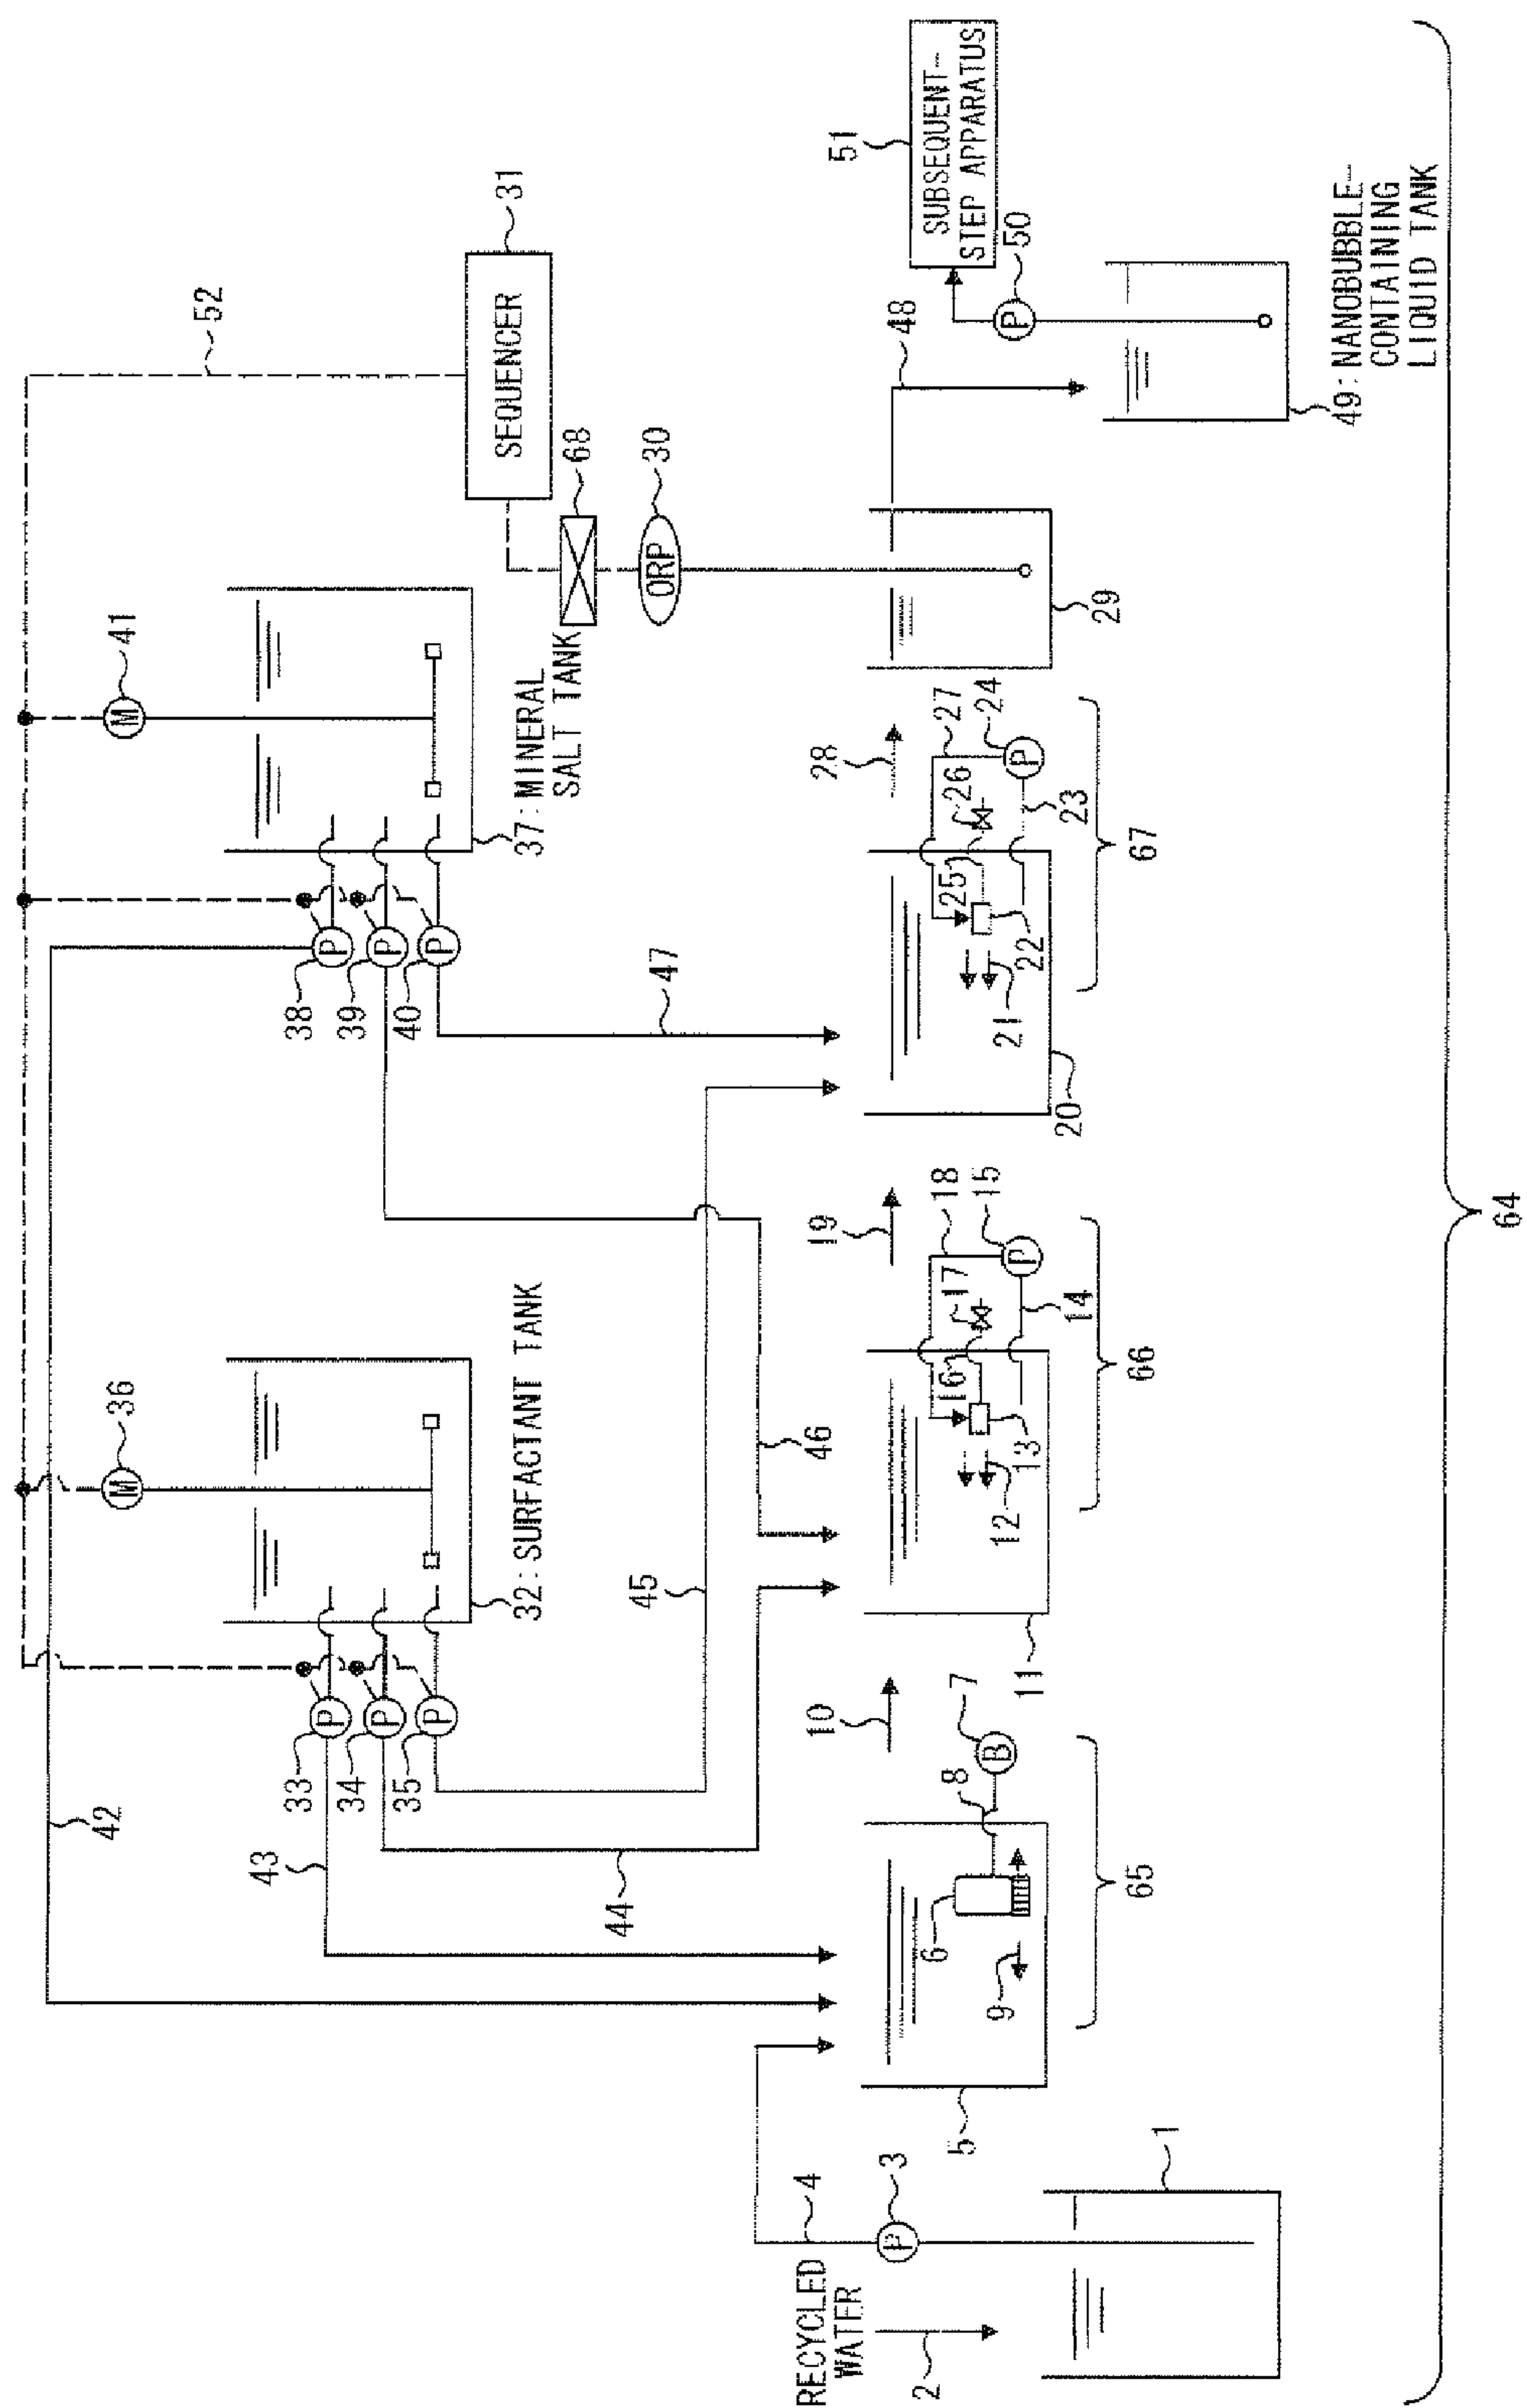 52
31
SEQUENCER
68
30
ORP
41
M
37: MINERAL
SALT TANK
38
39
40
P
P
P
36
M
32: SURFACTANT TANK
33
34
35
P
P
P
42
43
44
45
46
47
RECYCLED
WATER
2
4
3
P
1
5
6
8
7
B
9
65
10
11
12
13
16
17
18
15
P
14
66
19
20
21
22
25
26
27
24
P
23
67
28
29
48
51
SUBSEQUENT-
STEP APPARATUS
50
P
49: NANOBUBBLE-
CONTAINING
LIQUID TANK
64